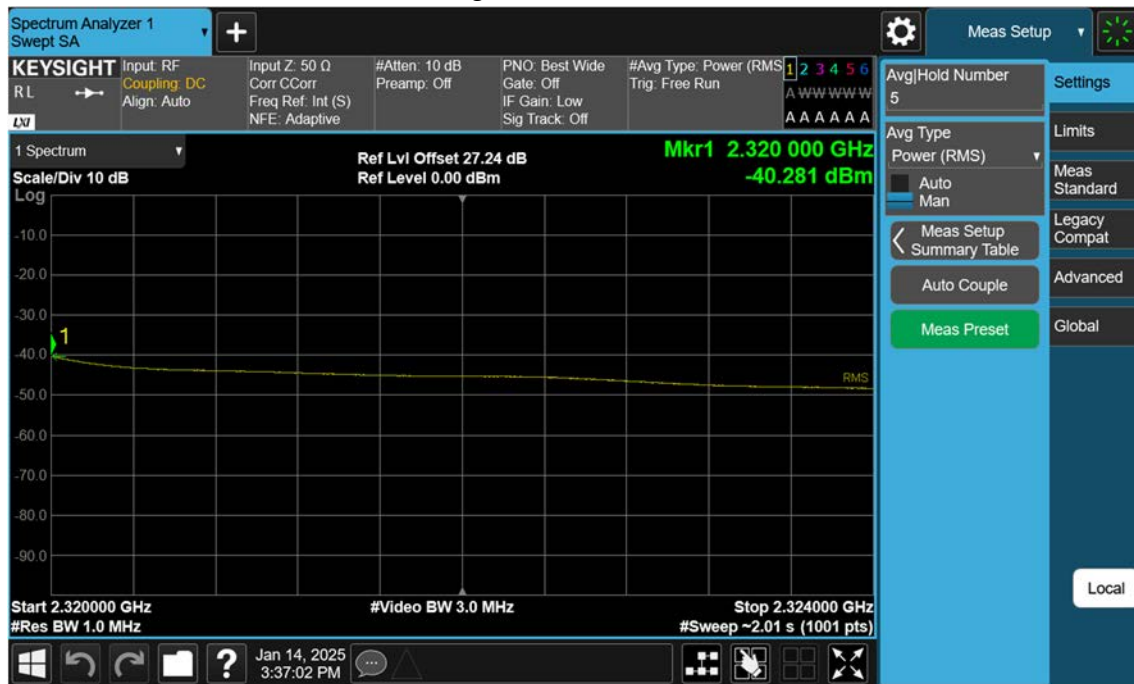 Spectrum Analyzer 1
Swept SA
Meas Setup
KEYSIGHT
RL
LXI
Input: RF
Coupling: DC
Align: Auto
Input Z: 50 Ω
Corr CCorr
Freq Ref: Int (S)
NFE: Adaptive
#Atten: 10 dB
Preamp: Off
PNO: Best Wide
Gate: Off
IF Gain: Low
Sig Track: Off
#Avg Type: Power (RMS
Trig: Free Run
1 2 3 4 5 6
A W W W W W
A A A A A A
1 Spectrum
Scale/Div 10 dB
Log
Ref Lvl Offset 27.24 dB
Ref Level 0.00 dBm
Mkr1 2.320 000 GHz
-40.281 dBm
-10.0
-20.0
-30.0
1
-40.0
RMS
-50.0
-60.0
-70.0
-80.0
-90.0
Start 2.320000 GHz
#Res BW 1.0 MHz
#Video BW 3.0 MHz
Stop 2.324000 GHz
#Sweep ~2.01 s (1001 pts)
?
Jan 14, 2025
3:37:02 PM
Avg|Hold Number
5
Avg Type
Power (RMS)
Auto
Man
Meas Setup
Summary Table
Auto Couple
Meas Preset
Settings
Limits
Meas
Standard
Legacy
Compat
Advanced
Global
Local